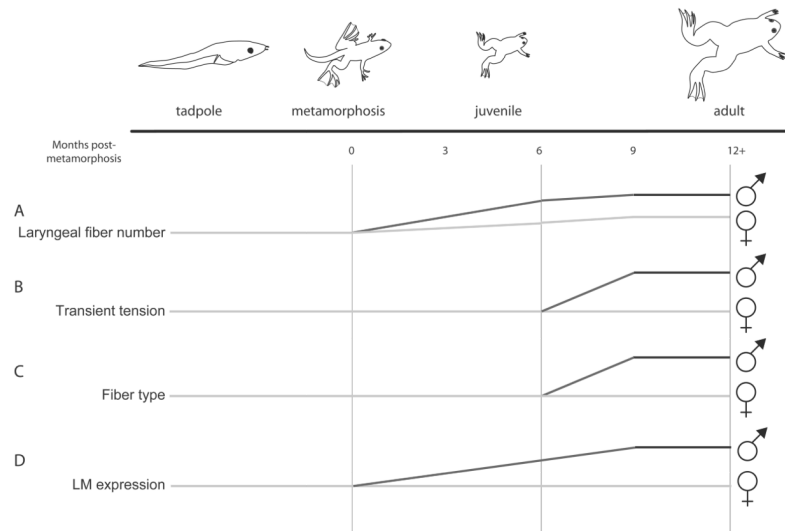 tadpole metamorphosis juvenile adult
Months post-
metamorphosis
0 3 6 9 12+
A
Laryngeal fiber number
B
Transient tension
C
Fiber type
D
LM expression